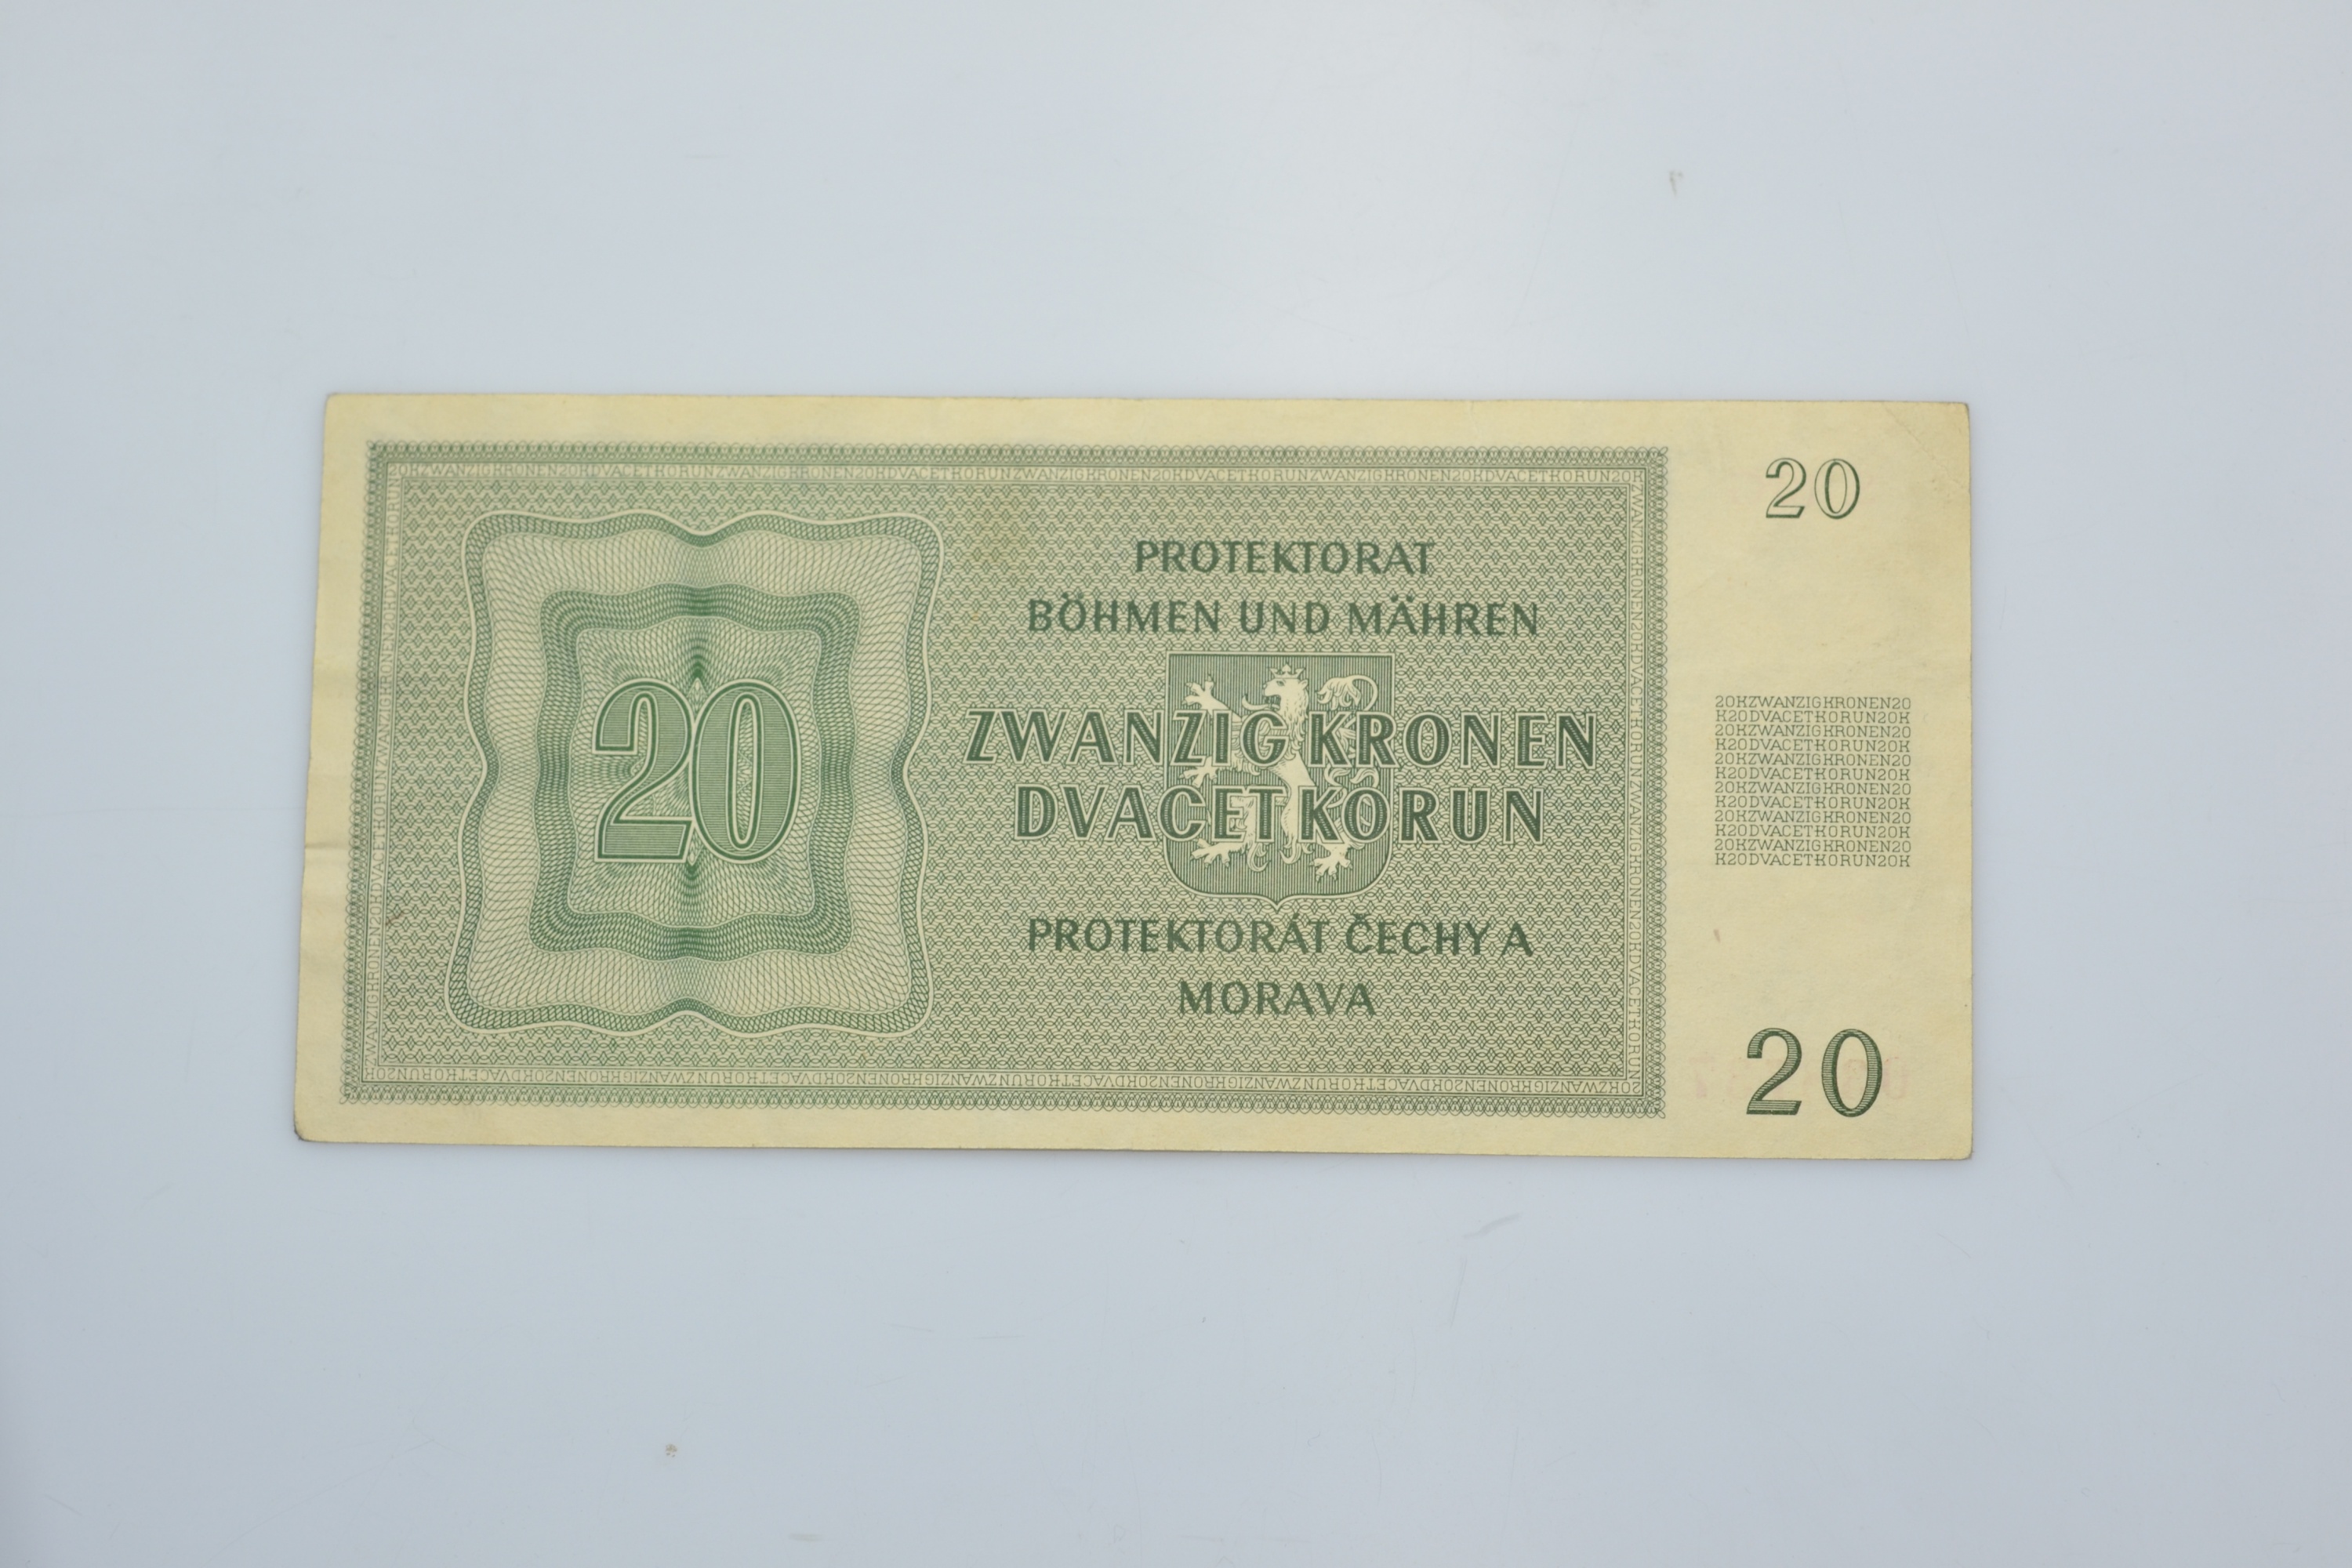 20
PROTEKTORAT
BÖHMEN UND MÄHREN
ZWANZIG KRONEN
DVACET KORUN
PROTEKTORÁT ČECHY A
MORAVA
20
20KZWANZIGKRONEN20
K20DVACETKORUN20K
20KZWANZIGKRONEN20
K20DVACETKORUN20K
20KZWANZIGKRONEN20
K20DVACETKORUN20K
20KZWANZIGKRONEN20
K20DVACETKORUN20K
20KZWANZIGKRONEN20
K20DVACETKORUN20K
20KZWANZIGKRONEN20
K20DVACETKORUN20K
20